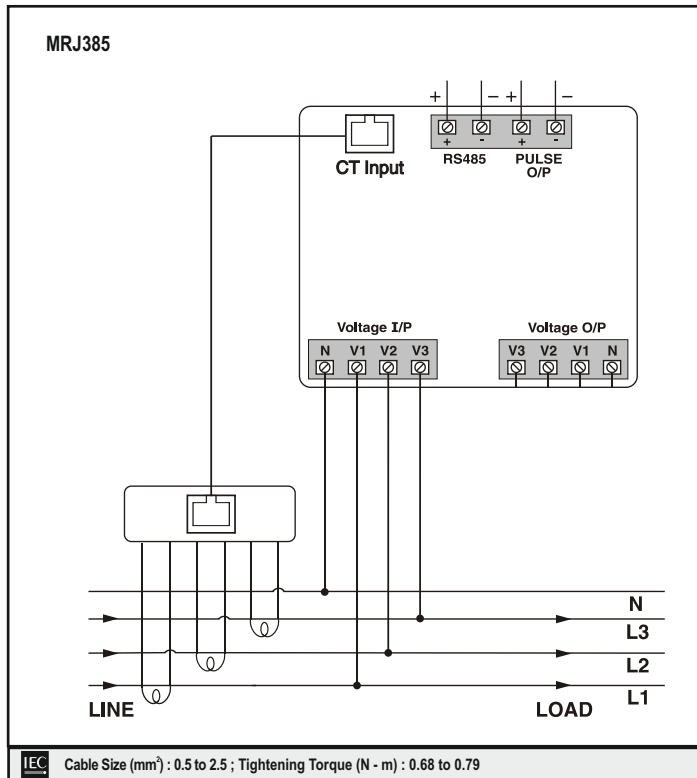 MRJ385
+ − + −
+ - + -
CT Input
RS485 PULSE
O/P
Voltage I/P Voltage O/P
N V1 V2 V3 V3 V2 V1 N
N
L3
L2
L1
LINE LOAD
IEC Cable Size (mm²) : 0.5 to 2.5 ; Tightening Torque (N - m) : 0.68 to 0.79